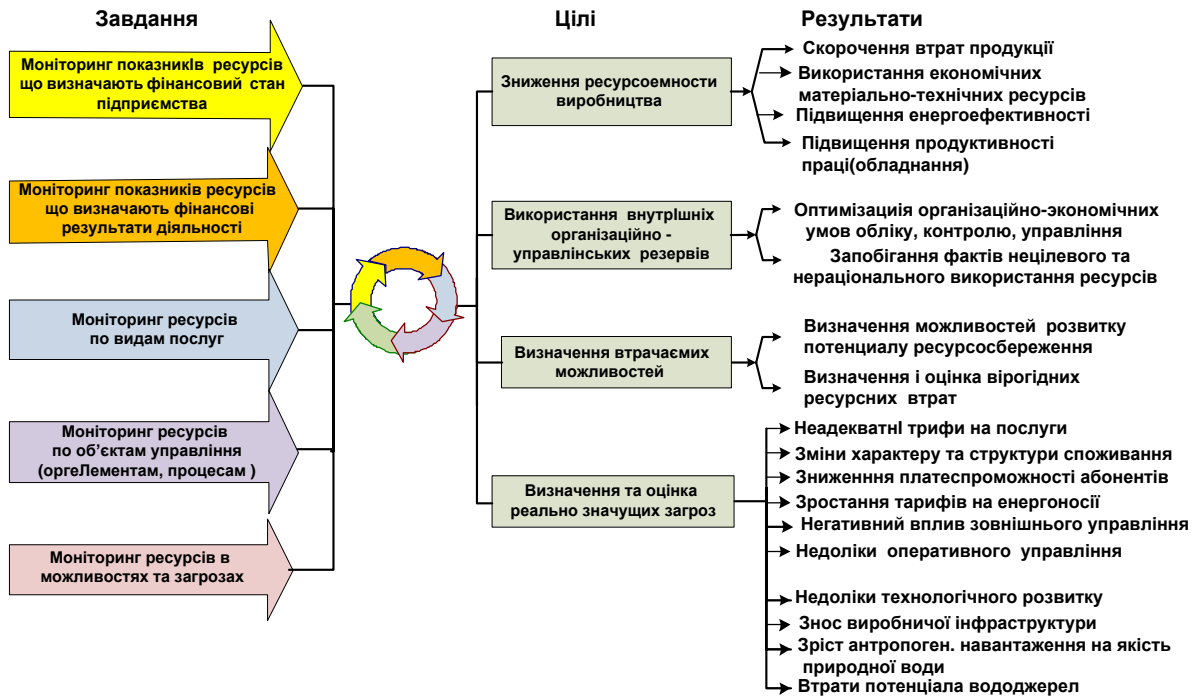 Завдання
Цілі
Результати
Моніторинг показникІв ресурсів
що визначають фінансовий стан
підприємства
Моніторинг показників ресурсів
що визначають фінансові
результати діяльності
Моніторинг ресурсів
по видам послуг
Моніторинг ресурсів
по об’єктам управління
(оргеЛементам, процесам )
Моніторинг ресурсів в
можливостях та загрозах
Зниження ресурсоемности
виробництва
Використання внутрІшніх
організаційно -
управлінських резервів
Визначення втрачаємих
можливостей
Визначення та оцінка
реально значущих загроз
Скорочення втрат продукції
Використання економічних
матеріально-технічних ресурсів
Підвищення енергоефективності
Підвищення продуктивності
праці(обладнання)
Оптимізациія організаційно-экономічних
умов обліку, контролю, управління
Запобігання фактів нецілевого та
нераціонального використання ресурсів
Визначення можливостей розвитку
потенциалу ресурсосбереження
Визначення і оцінка вірогідних
ресурсних втрат
НеадекватнІ трифи на послуги
Зміни характеру та структури споживання
Зниженння платеспроможності абонентів
Зростання тарифів на енергоносії
Негативний вплив зовнішнього управління
Недоліки оперативного управління
Недоліки технологічного розвитку
Знос виробничої інфраструктури
Зріст антропоген. навантаження на якість
природної води
Втрати потенціала вододжерел